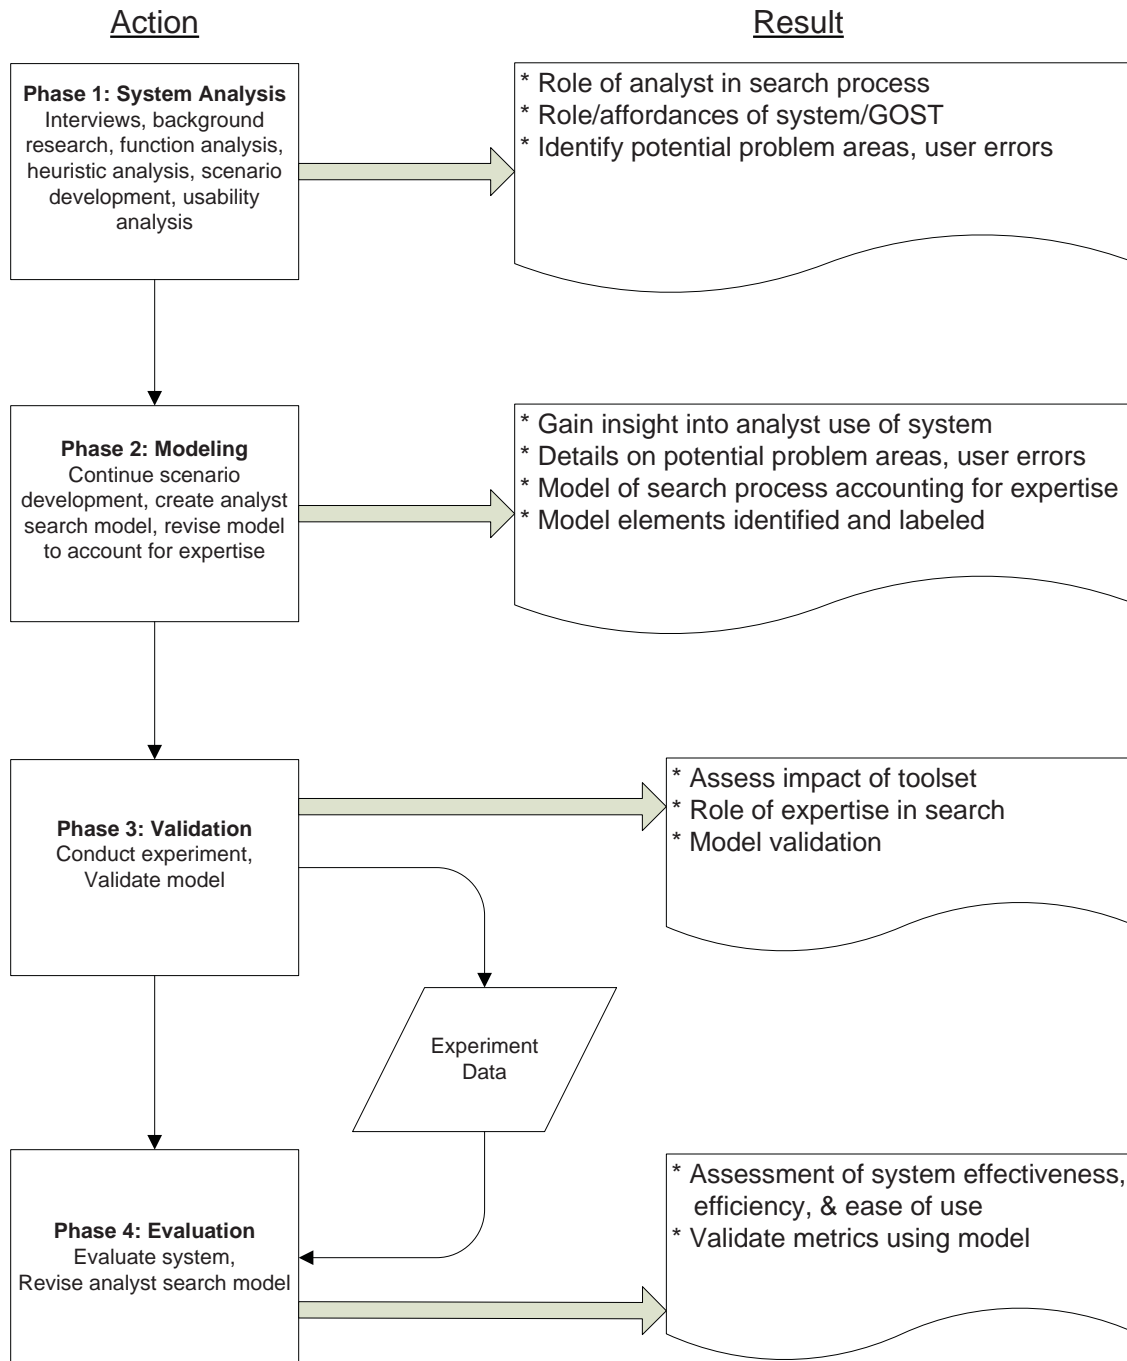 Action
Result
Phase 1: System Analysis
Interviews, background
research, function analysis,
heuristic analysis, scenario
development, usability
analysis
* Role of analyst in search process
* Role/affordances of system/GOST
* Identify potential problem areas, user errors
Phase 2: Modeling
Continue scenario
development, create analyst
search model, revise model
to account for expertise
* Gain insight into analyst use of system
* Details on potential problem areas, user errors
* Model of search process accounting for expertise
* Model elements identified and labeled
Phase 3: Validation
Conduct experiment,
Validate model
* Assess impact of toolset
* Role of expertise in search
* Model validation
Experiment
Data
Phase 4: Evaluation
Evaluate system,
Revise analyst search model
* Assessment of system effectiveness,
efficiency, & ease of use
* Validate metrics using model